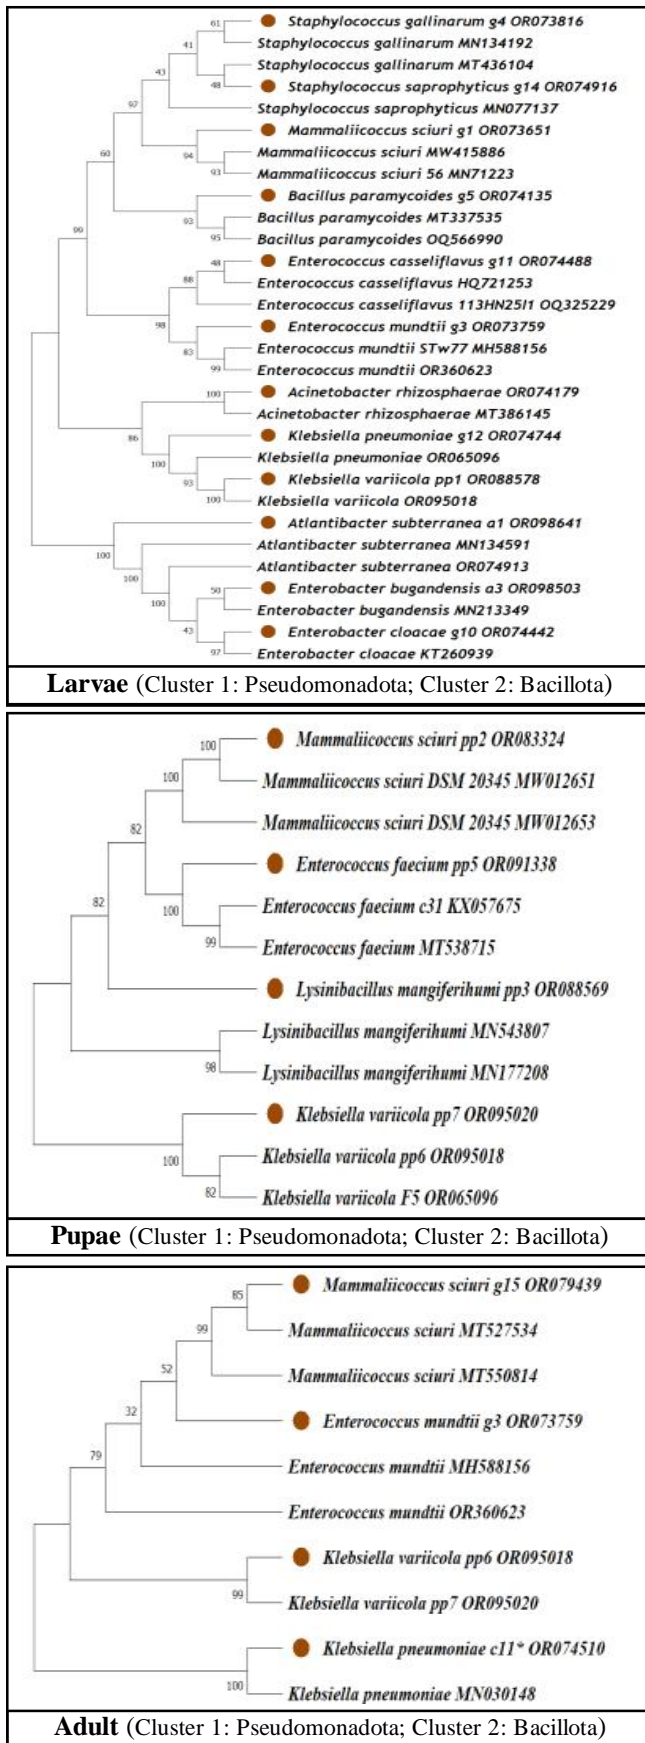 61
Staphylococcus gallinarum g4 OR073816
41
Staphylococcus gallinarum MN134192
43
Staphylococcus gallinarum MT436104
48
Staphylococcus saprophyticus g14 OR074916
97
Staphylococcus saprophyticus MN077137
Mammaliicoccus sciuri g1 OR073651
94
Mammaliicoccus sciuri MW415886
60
93
Mammaliicoccus sciuri 56 MN71223
Bacillus paramycoides g5 OR074135
93
Bacillus paramycoides MT337535
99
95
Bacillus paramycoides OQ566990
48
Enterococcus casseliflavus g11 OR074488
88
Enterococcus casseliflavus HQ721253
Enterococcus casseliflavus 113HN25I1 OQ325229
98
Enterococcus mundtii g3 OR073759
83
Enterococcus mundtii STw77 MH588156
99
Enterococcus mundtii OR360623
100
Acinetobacter rhizosphaerae OR074179
Acinetobacter rhizosphaerae MT386145
86
Klebsiella pneumoniae g12 OR074744
100
Klebsiella pneumoniae OR065096
93
Klebsiella variicola pp1 OR088578
100
Klebsiella variicola OR095018
Atlantibacter subterranea a1 OR098641
100
Atlantibacter subterranea MN134591
100
Atlantibacter subterranea OR074913
50
Enterobacter bugandensis a3 OR098503
100
Enterobacter bugandensis MN213349
43
Enterobacter cloacae g10 OR074442
97
Enterobacter cloacae KT260939
Larvae (Cluster 1: Pseudomonadota; Cluster 2: Bacillota)
100
Mammaliicoccus sciuri pp2 OR083324
100
Mammaliicoccus sciuri DSM 20345 MW012651
82
Mammaliicoccus sciuri DSM 20345 MW012653
Enterococcus faecium pp5 OR091338
82
100
Enterococcus faecium c31 KX057675
99
Enterococcus faecium MT538715
Lysinibacillus mangiferihumi pp3 OR088569
Lysinibacillus mangiferihumi MN543807
98
Lysinibacillus mangiferihumi MN177208
Klebsiella variicola pp7 OR095020
100
Klebsiella variicola pp6 OR095018
82
Klebsiella variicola F5 OR065096
Pupae (Cluster 1: Pseudomonadota; Cluster 2: Bacillota)
85
Mammaliicoccus sciuri g15 OR079439
99
Mammaliicoccus sciuri MT527534
52
Mammaliicoccus sciuri MT550814
32
Enterococcus mundtii g3 OR073759
79
Enterococcus mundtii MH588156
Enterococcus mundtii OR360623
Klebsiella variicola pp6 OR095018
99
Klebsiella variicola pp7 OR095020
Klebsiella pneumoniae c11* OR074510
100
Klebsiella pneumoniae MN030148
Adult (Cluster 1: Pseudomonadota; Cluster 2: Bacillota)